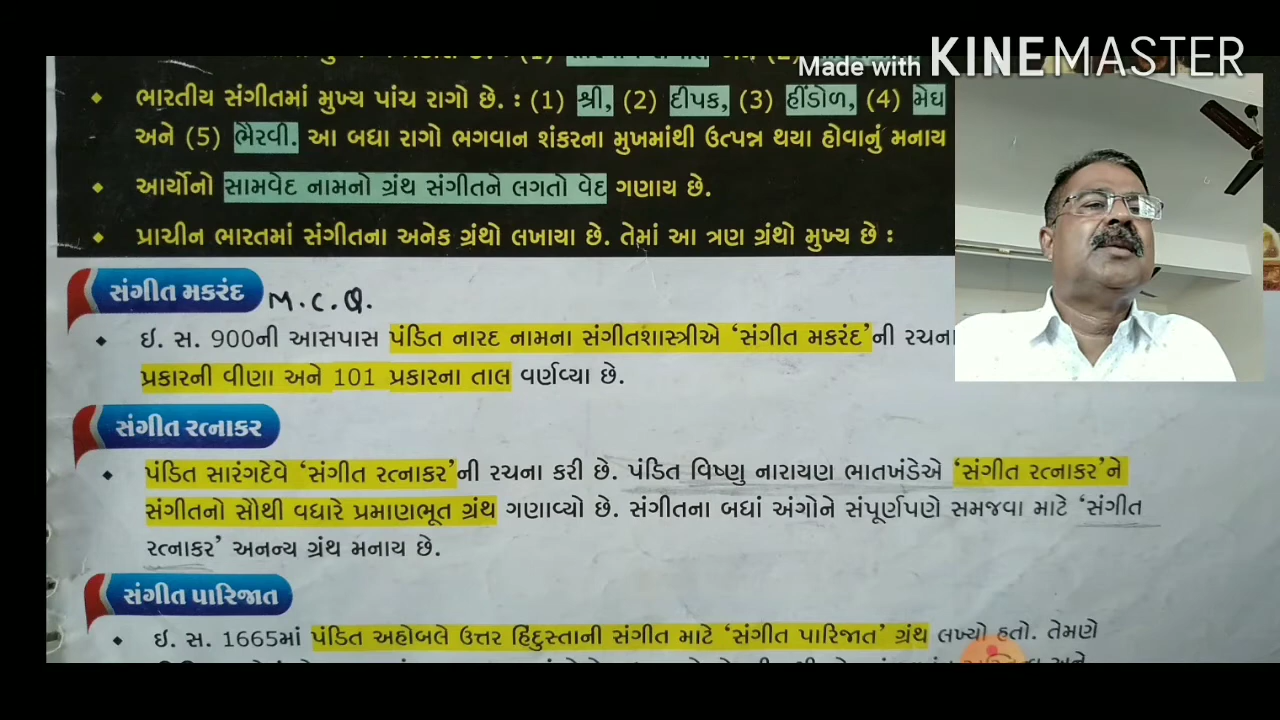 Made with KINEMASTER
ભારતીય સંગીતમાં મુખ્ય પાંચ રાગો છે. : (1) શ્રી, (2) દીપક, (3) હીંડોળ, (4) મેઘ
અને (5) ભૈરવી. આ બધા રાગો ભગવાન શંકરના મુખમાંથી ઉત્પન્ન થયા હોવાનું મનાય
આર્યોનો સામવેદ નામનો ગ્રંથ સંગીતને લગતો વેદ ગણાય છે.
પ્રાચીન ભારતમાં સંગીતના અનેક ગ્રંથો લખાયા છે. તેમાં આ ત્રણ ગ્રંથો મુખ્ય છે :
સંગીત મકરંદ M.C.Q.
ઇ. સ. 900ની આસપાસ પંડિત નારદ નામના સંગીતશાસ્ત્રીએ ‘સંગીત મકરંદ’ની રચના
પ્રકારની વીણા અને 101 પ્રકારના તાલ વર્ણવ્યા છે.
સંગીત રત્નાકર
પંડિત સારંગદેવે ‘સંગીત રત્નાકર’ની રચના કરી છે. પંડિત વિષ્ણુ નારાયણ ભાતખંડેએ ‘સંગીત રત્નાકર’ને
સંગીતનો સૌથી વધારે પ્રમાણભૂત ગ્રંથ ગણાવ્યો છે. સંગીતના બધાં અંગોને સંપૂર્ણપણે સમજવા માટે ‘સંગીત
રત્નાકર’ અનન્ય ગ્રંથ મનાય છે.
સંગીત પારિજાત
ઇ. સ. 1665માં પંડિત અહોબલે ઉત્તર હિંદુસ્તાની સંગીત માટે ‘સંગીત પારિજાત’ ગ્રંથ લખ્યો હતો. તેમણે